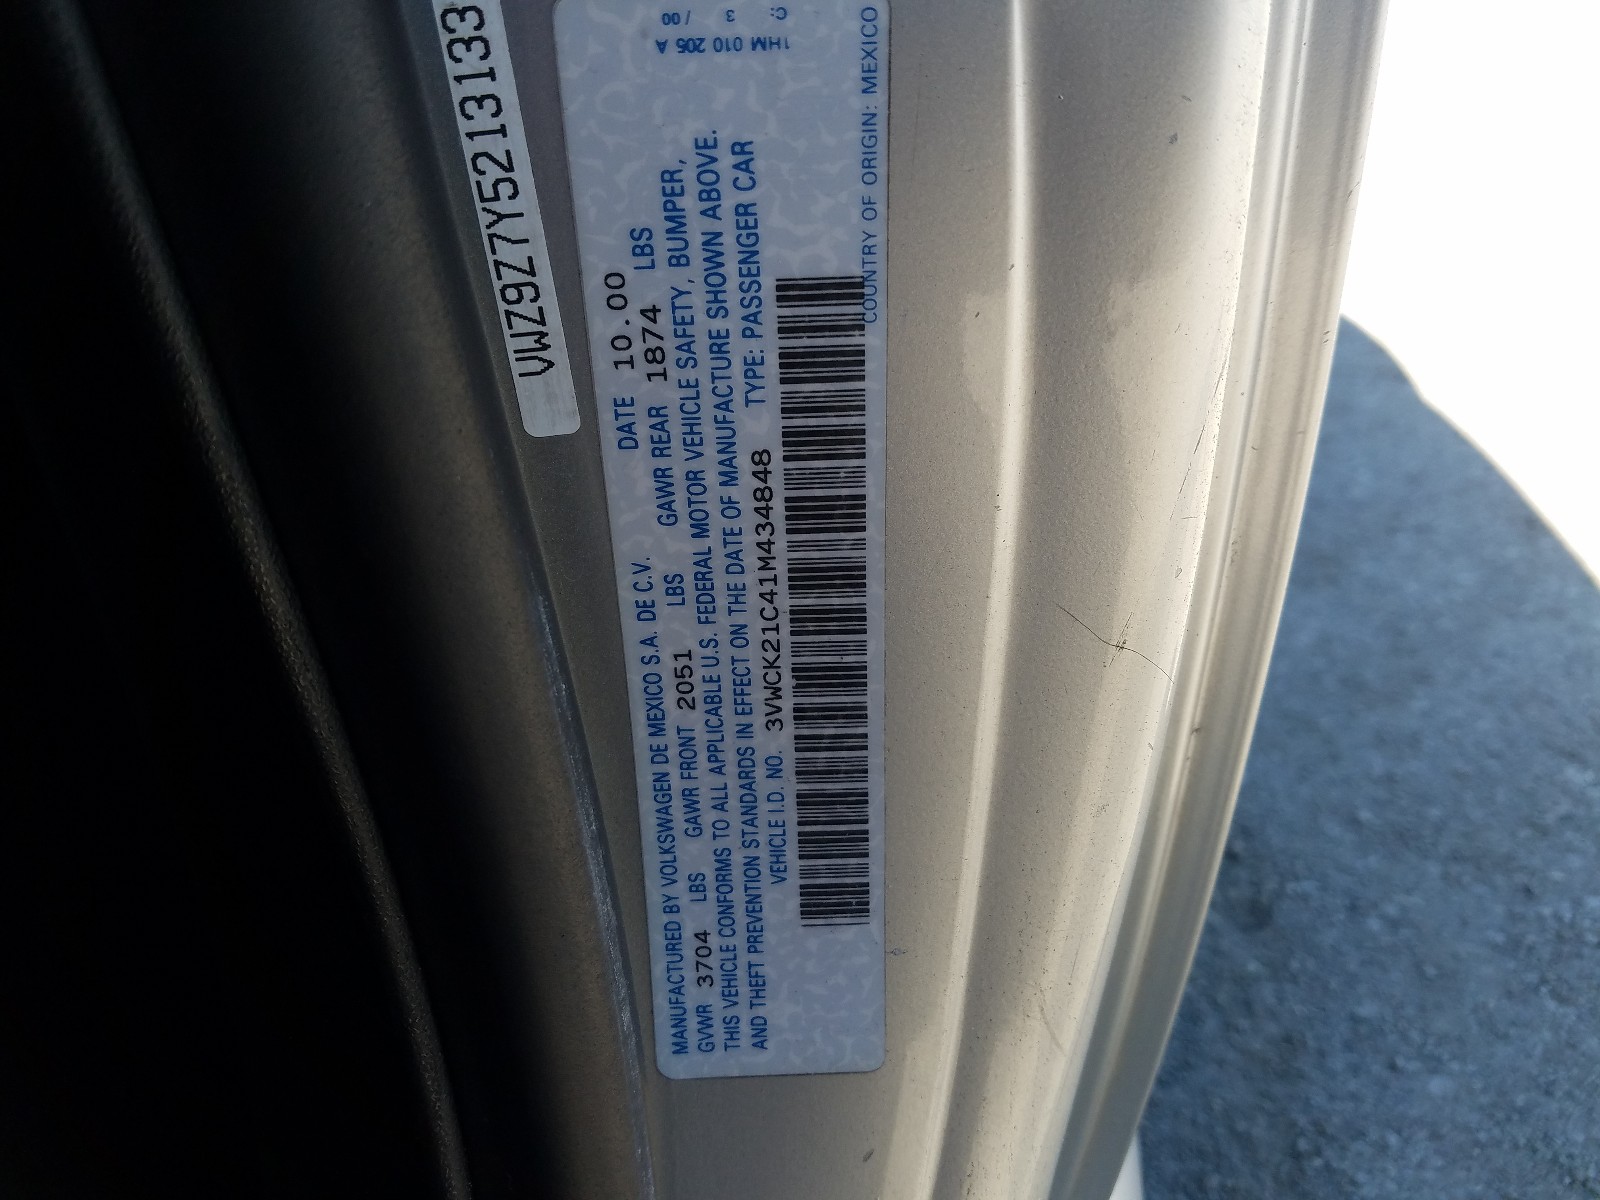 VWZ9Z7Y5213133
MANUFACTURED BY VOLKSWAGEN DE MEXICO S.A. DE C.V. DATE 10.00
GVWR 3704 LBS GAWR FRONT 2051 LBS GAWR REAR 1874 LBS
THIS VEHICLE CONFORMS TO ALL APPLICABLE U.S. FEDERAL MOTOR VEHICLE SAFETY, BUMPER,
AND THEFT PREVENTION STANDARDS IN EFFECT ON THE DATE OF MANUFACTURE SHOWN ABOVE.
VEHICLE I.D. NO. 3VWCK21C41M434848 TYPE: PASSENGER CAR
COUNTRY OF ORIGIN: MEXICO
1HM 010 205 A
C: 3 /00